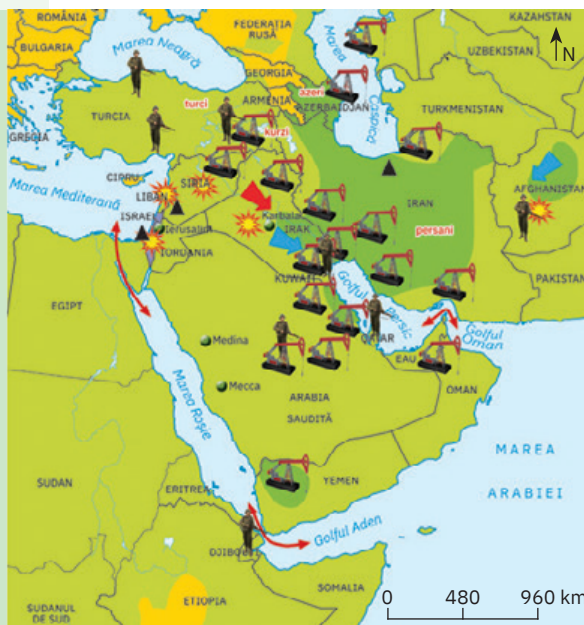 ROMÂNIA
FEDERAȚIA
RUSĂ
KAZAHSTAN
N
Marea Neagră
BULGARIA
Marea
Caspică
UZBEKISTAN
GEORGIA
turci
ARMENIA
azeri
AZERBAIDJAN
TURKMENISTAN
TURCIA
GRECIA
kurzi
CIPRU
SIRIA
Marea Mediterană
LIBAN
AFGHANISTAN
ISRAEL
Karbala
IRAK
IRAN
Ierusalim
persani
IORDANIA
KUWAIT
PAKISTAN
EGIPT
Golful Persic
QATAR
Golful
Oman
Medina
EAU
Mecca
OMAN
ARABIA
SAUDITĂ
Marea Roșie
MAREA
ARABIEI
SUDAN
ERITREEA
YEMEN
Golful Aden
DJIBOUTI
SOMALIA
ETIOPIA
SUDANUL
DE SUD
0 480 960 km